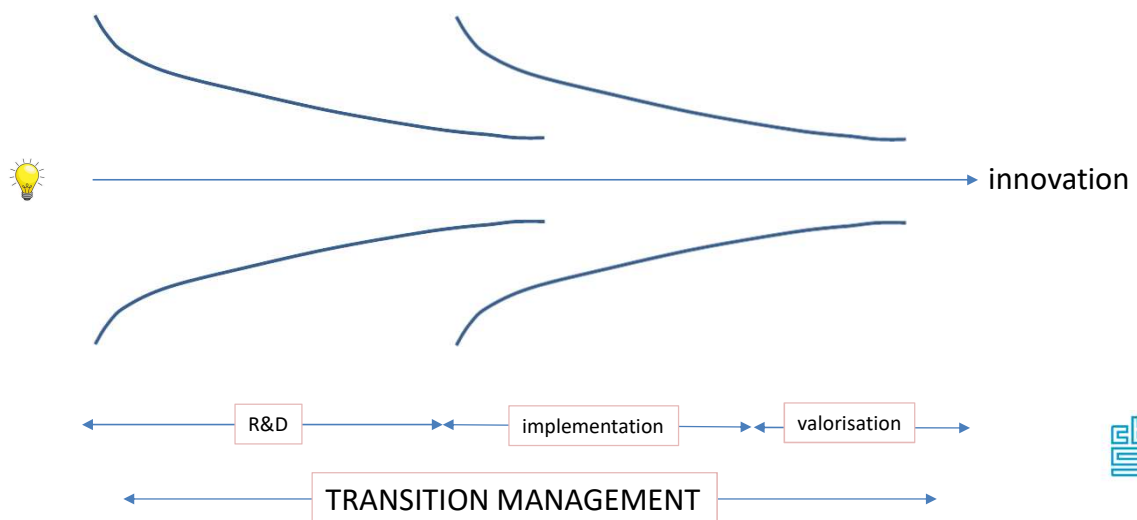 innovation
R&D
implementation
valorisation
TRANSITION MANAGEMENT